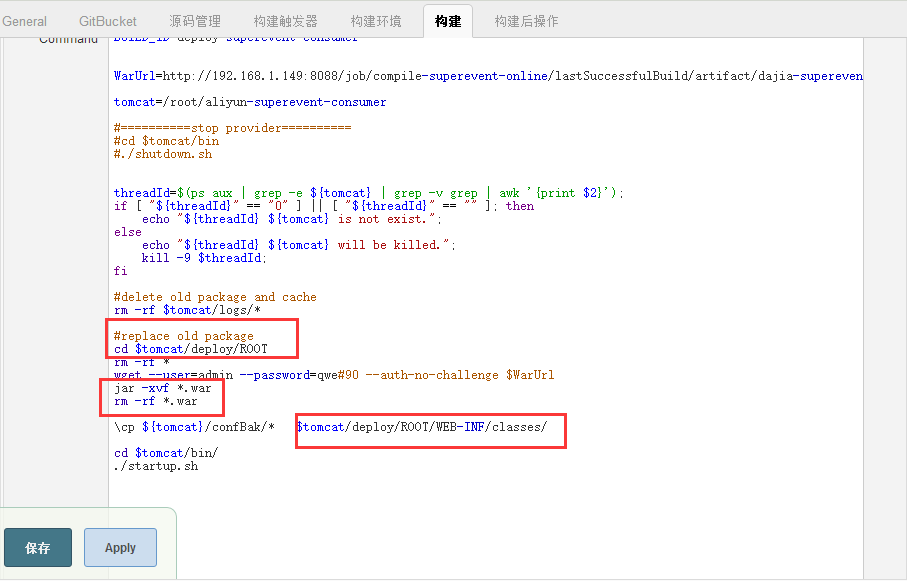 General GitBucket 源码管理 构建触发器 构建环境 构建 构建后操作
Command BUILD_ID=deploy-superevent-consumer
WarUrl=http://192.168.1.149:8088/job/compile-superevent-online/lastSuccessfulBuild/artifact/dajia-supereven
tomcat=/root/aliyun-superevent-consumer
#==========stop provider==========
#cd $tomcat/bin
#./shutdown.sh
threadId=$(ps aux | grep -e ${tomcat} | grep -v grep | awk '{print $2}');
if [ "${threadId}" == "0" ] || [ "${threadId}" == "" ]; then
    echo "${threadId} ${tomcat} is not exist.";
else
    echo "${threadId} ${tomcat} will be killed.";
    kill -9 $threadId;
fi
#delete old package and cache
rm -rf $tomcat/logs/*
#replace old package
cd $tomcat/deploy/ROOT
rm -rf *
wget --user=admin --password=qwe#90 --auth-no-challenge $WarUrl
jar -xvf *.war
rm -rf *.war
\cp ${tomcat}/confBak/*   $tomcat/deploy/ROOT/WEB-INF/classes/
cd $tomcat/bin/
./startup.sh
保存 Apply